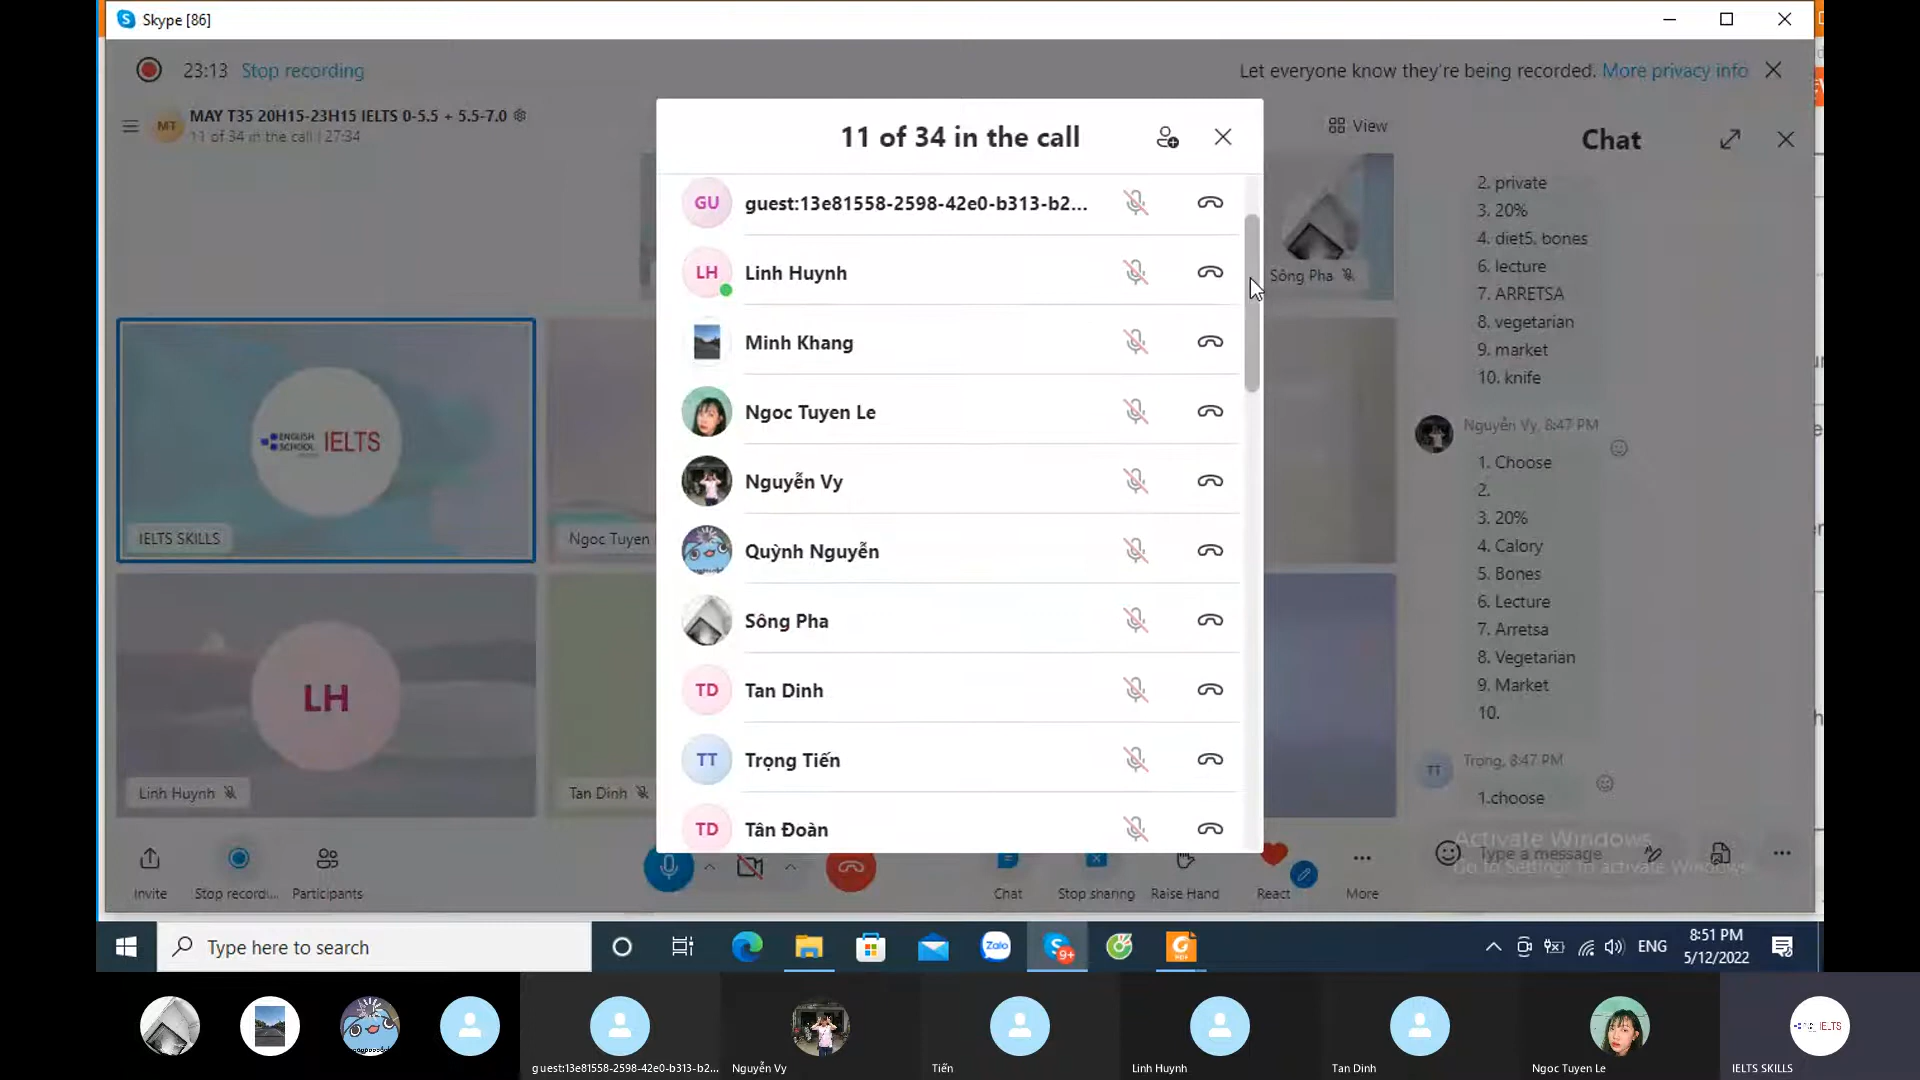 Skype [86]
23:13 Stop recording
Let everyone know they're being recorded. More privacy info
MT
MAY T35 20H15-23H15 IELTS 0-5.5 + 5.5-7.0
11 of 34 in the call | 27:34
View
Chat
11 of 34 in the call
GU guest:13e81558-2598-42e0-b313-b2...
LH Linh Huynh
Minh Khang
Ngoc Tuyen Le
Nguyễn Vy
Quỳnh Nguyễn
Sông Pha
TD Tan Dinh
TT Trọng Tiến
TD Tân Đoàn
Sông Pha
ENGLISH
SCHOOL IELTS
IELTS SKILLS
Ngoc Tuyen
LH
Linh Huynh
Tan Dinh
2. private
3. 20%
4. diet5. bones
6. lecture
7. ARRETSA
8. vegetarian
9. market
10. knife
Nguyễn Vy, 8:47 PM
1. Choose
2.
3. 20%
4. Calory
5. Bones
6. Lecture
7. Arretsa
8. Vegetarian
9. Market
10.
TT
Trọng, 8:47 PM
1.choose
Activate Windows
Type a message
Go to Settings to activate Windows.
Invite
Stop recordi...
Participants
Chat
Stop sharing
Raise Hand
React
More
Type here to search
Zalo
9+
PDF
ENG
8:51 PM
5/12/2022
IELTS
guest:13e81558-2598-42e0-b313-b2...
Nguyễn Vy
Tiến
Linh Huynh
Tan Dinh
Ngoc Tuyen Le
IELTS SKILLS